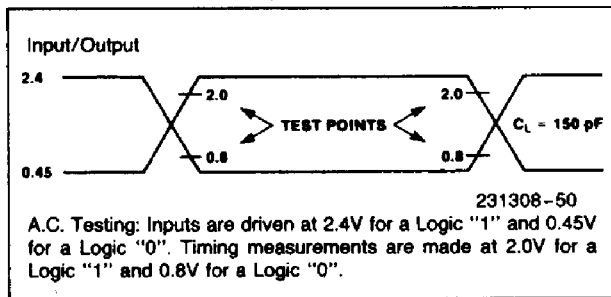 Input/Output
2.4
2.0
2.0
TEST POINTS
CL = 150 pF
0.8
0.8
0.45
231308-50
A.C. Testing: Inputs are driven at 2.4V for a Logic "1" and 0.45V
for a Logic "0". Timing measurements are made at 2.0V for a
Logic "1" and 0.8V for a Logic "0".